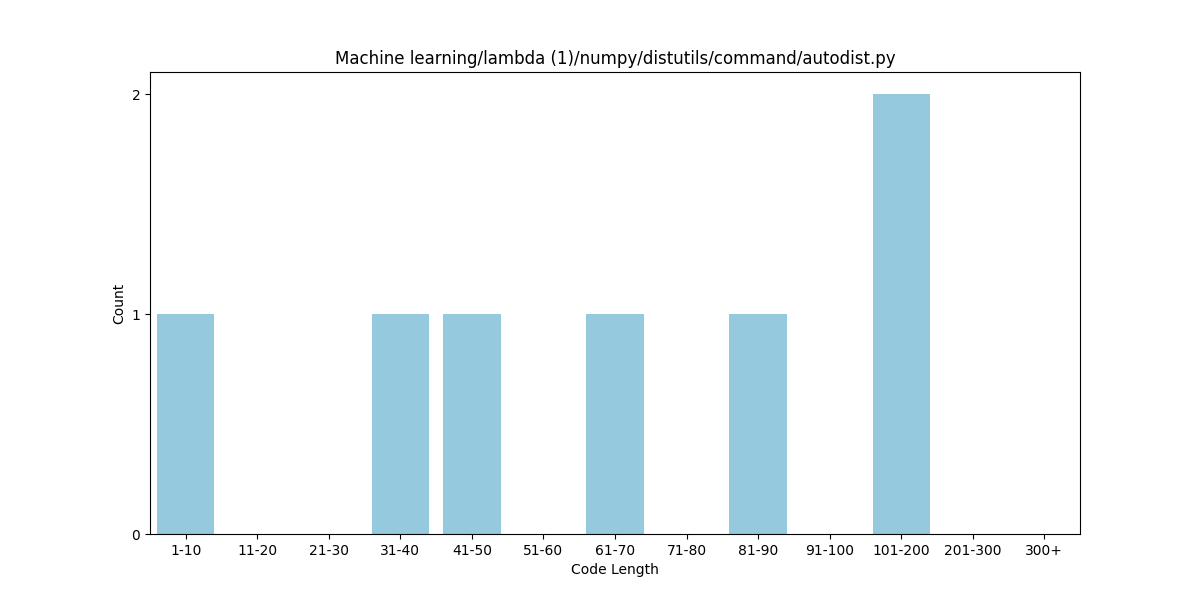 Machine learning/lambda (1)/numpy/distutils/command/autodist.py
2
1
0
Count
1-10 11-20 21-30 31-40 41-50 51-60 61-70 71-80 81-90 91-100 101-200 201-300 300+
Code Length